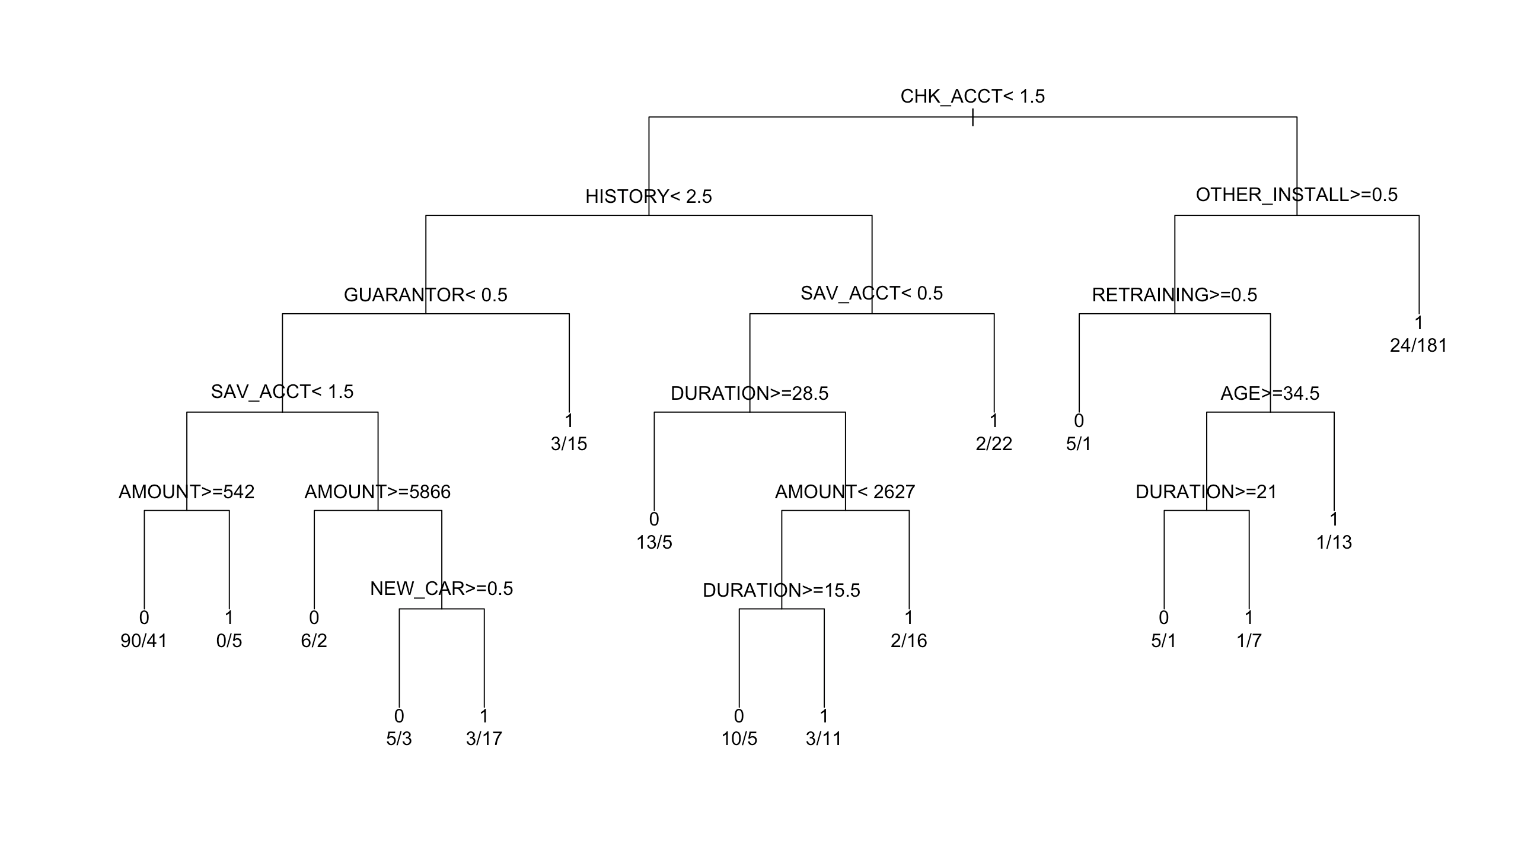 CHK_ACCT< 1.5
HISTORY< 2.5
OTHER_INSTALL>=0.5
GUARANTOR< 0.5
SAV_ACCT< 0.5
RETRAINING>=0.5
1
24/181
SAV_ACCT< 1.5
1
3/15
DURATION>=28.5
1
2/22
0
5/1
AGE>=34.5
AMOUNT>=542
AMOUNT>=5866
0
13/5
AMOUNT< 2627
DURATION>=21
1
1/13
0
90/41
1
0/5
0
6/2
NEW_CAR>=0.5
DURATION>=15.5
1
2/16
0
5/1
1
1/7
0
5/3
1
3/17
0
10/5
1
3/11